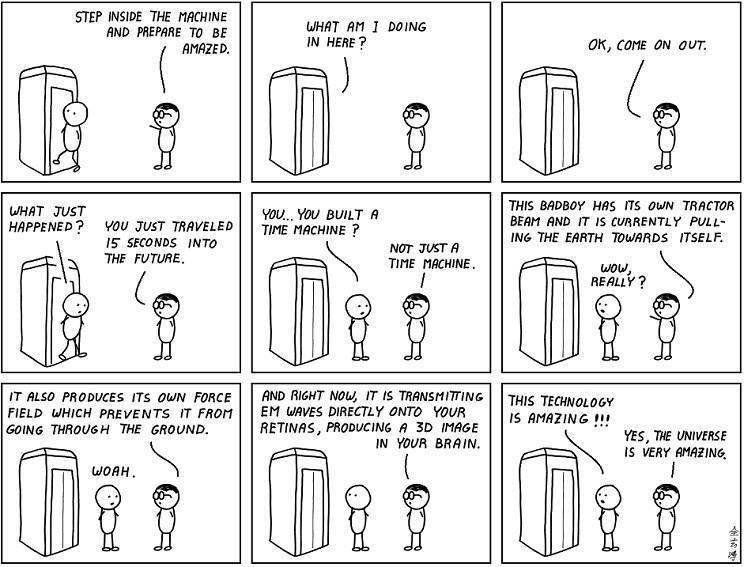 STEP INSIDE THE MACHINE
AND PREPARE TO BE
AMAZED.
WHAT AM I DOING
IN HERE?
OK, COME ON OUT.
WHAT JUST
HAPPENED?
YOU JUST TRAVELED
15 SECONDS INTO
THE FUTURE.
YOU... YOU BUILT A
TIME MACHINE?
NOT JUST A
TIME MACHINE.
THIS BADBOY HAS ITS OWN TRACTOR
BEAM AND IT IS CURRENTLY PULL-
ING THE EARTH TOWARDS ITSELF.
WOW,
REALLY?
IT ALSO PRODUCES ITS OWN FORCE
FIELD WHICH PREVENTS IT FROM
GOING THROUGH THE GROUND.
WOAH.
AND RIGHT NOW, IT IS TRANSMITTING
EM WAVES DIRECTLY ONTO YOUR
RETINAS, PRODUCING A 3D IMAGE
IN YOUR BRAIN.
THIS TECHNOLOGY
IS AMAZING!!!
YES, THE UNIVERSE
IS VERY AMAZING.